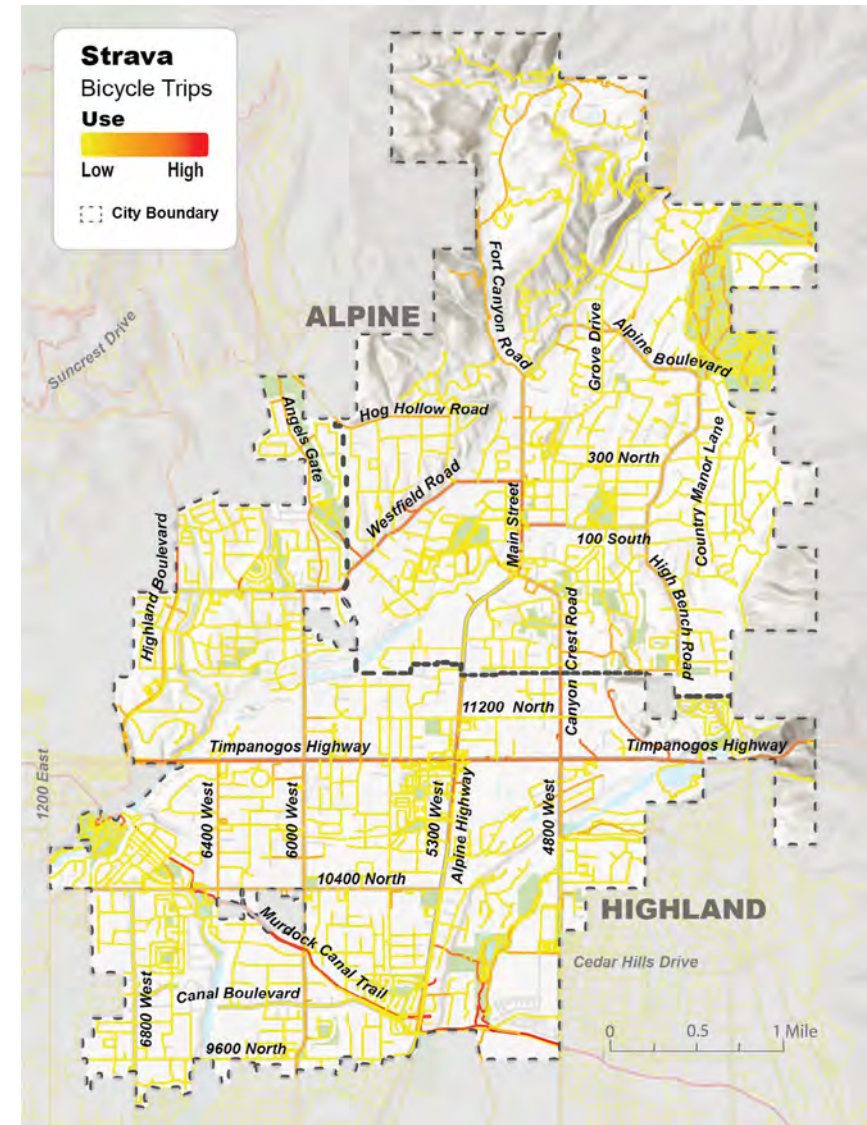 Strava
Bicycle Trips
Use
Low High
City Boundary
ALPINE
Fort Canyon Road
Grove Drive
Alpine Boulevard
Suncrest Drive
Angels Gate
Hog Hollow Road
300 North
Country Manor Lane
Westfield Road
Main Street
100 South
High Bench Road
Highland Boulevard
Canyon Crest Road
11200 North
Timpanogos Highway
Timpanogos Highway
1200 East
6400 West
6000 West
5300 West
Alpine Highway
4800 West
10400 North
HIGHLAND
Murdock Canal Trail
Cedar Hills Drive
6800 West
Canal Boulevard
9600 North
0 0.5 1 Mile